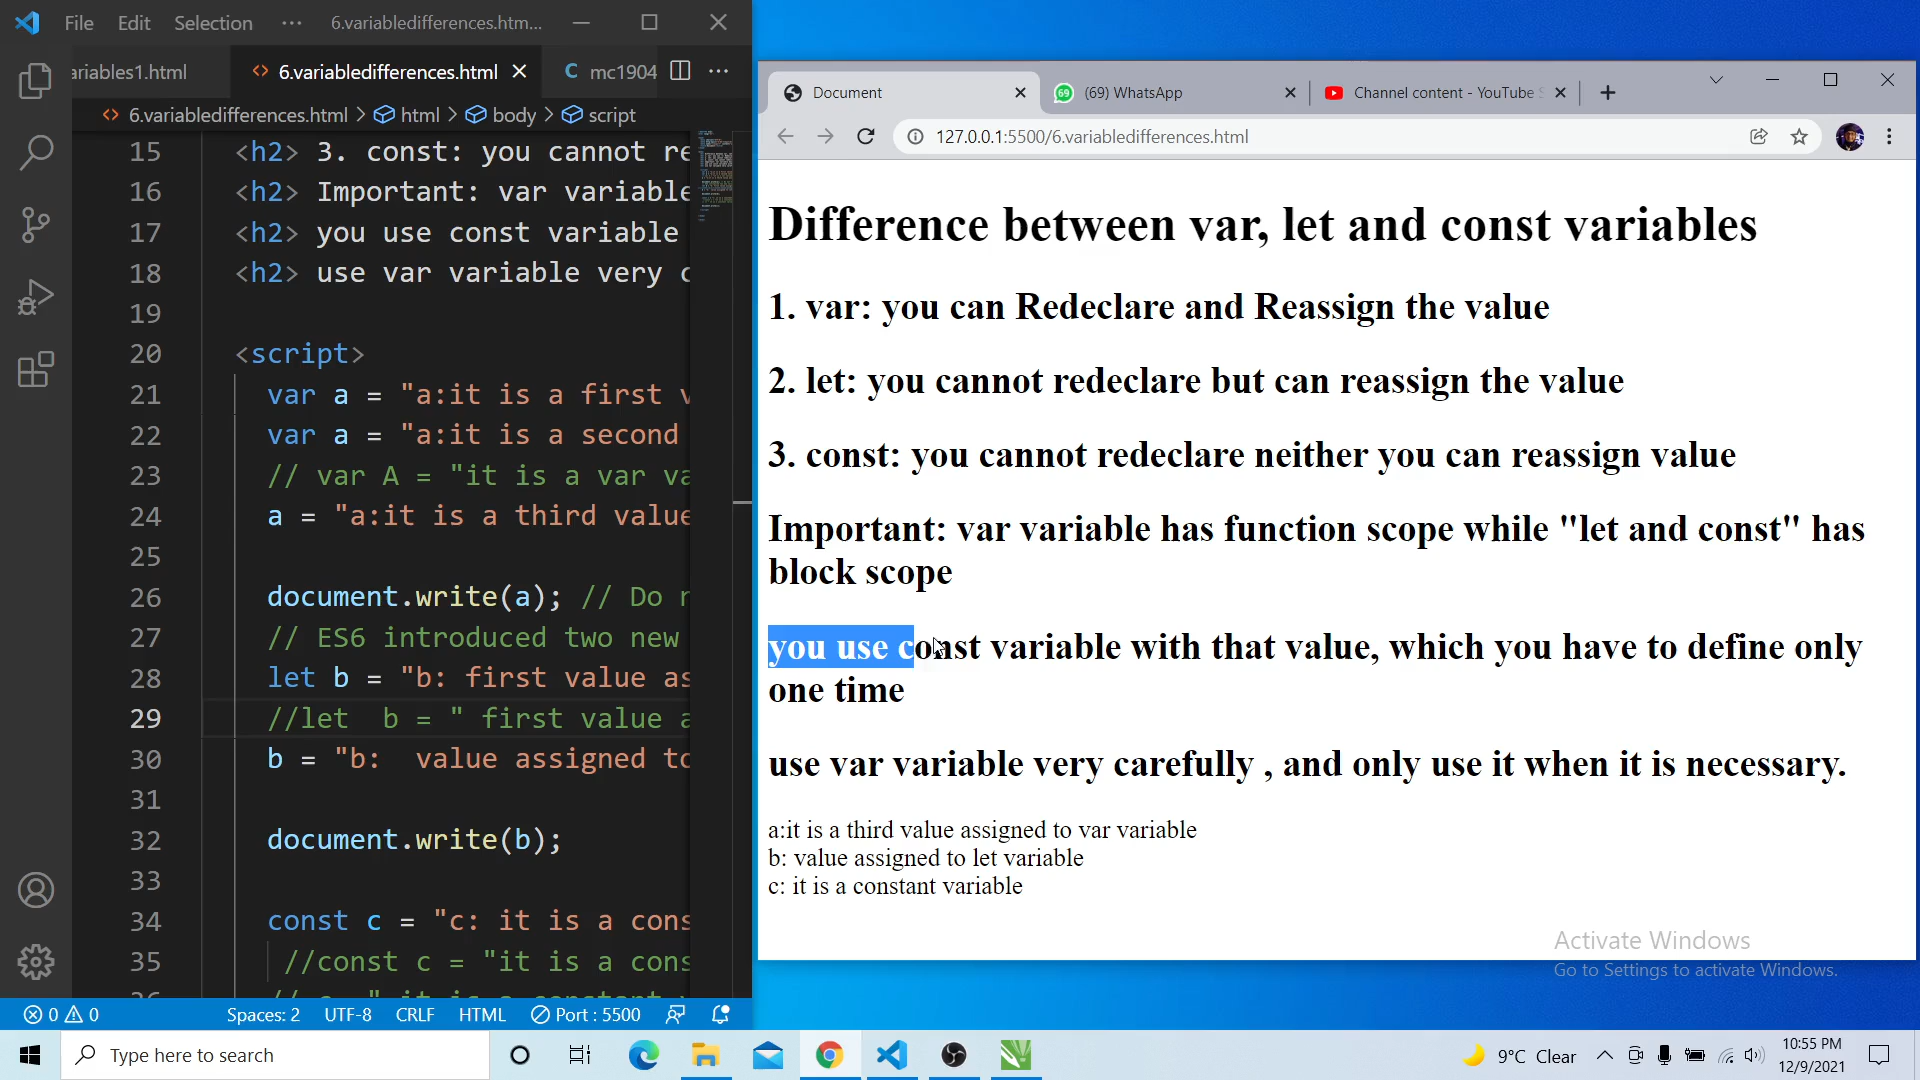 File Edit Selection ··· 6.variabledifferences.htm...
ariables1.html <> 6.variabledifferences.html C mc1904 ···
<> 6.variabledifferences.html > html > body > script
15 <h2> 3. const: you cannot re
16 <h2> Important: var variable
17 <h2> you use const variable
18 <h2> use var variable very c
19
20 <script>
21 var a = "a:it is a first v
22 var a = "a:it is a second
23 // var A = "it is a var va
24 a = "a:it is a third value
25
26 document.write(a); // Do n
27 // ES6 introduced two new
28 let b = "b: first value as
29 //let b = " first value a
30 b = "b: value assigned to
31
32 document.write(b);
33
34 const c = "c: it is a cons
35 //const c = "it is a cons
0 0 Spaces: 2 UTF-8 CRLF HTML Port : 5500
Document (69) WhatsApp Channel content - YouTube S
127.0.0.1:5500/6.variabledifferences.html
Difference between var, let and const variables
1. var: you can Redeclare and Reassign the value
2. let: you cannot redeclare but can reassign the value
3. const: you cannot redeclare neither you can reassign value
Important: var variable has function scope while "let and const" has
block scope
you use const variable with that value, which you have to define only
one time
use var variable very carefully , and only use it when it is necessary.
a:it is a third value assigned to var variable
b: value assigned to let variable
c: it is a constant variable
Activate Windows
Go to Settings to activate Windows.
Type here to search
9°C Clear
10:55 PM
12/9/2021